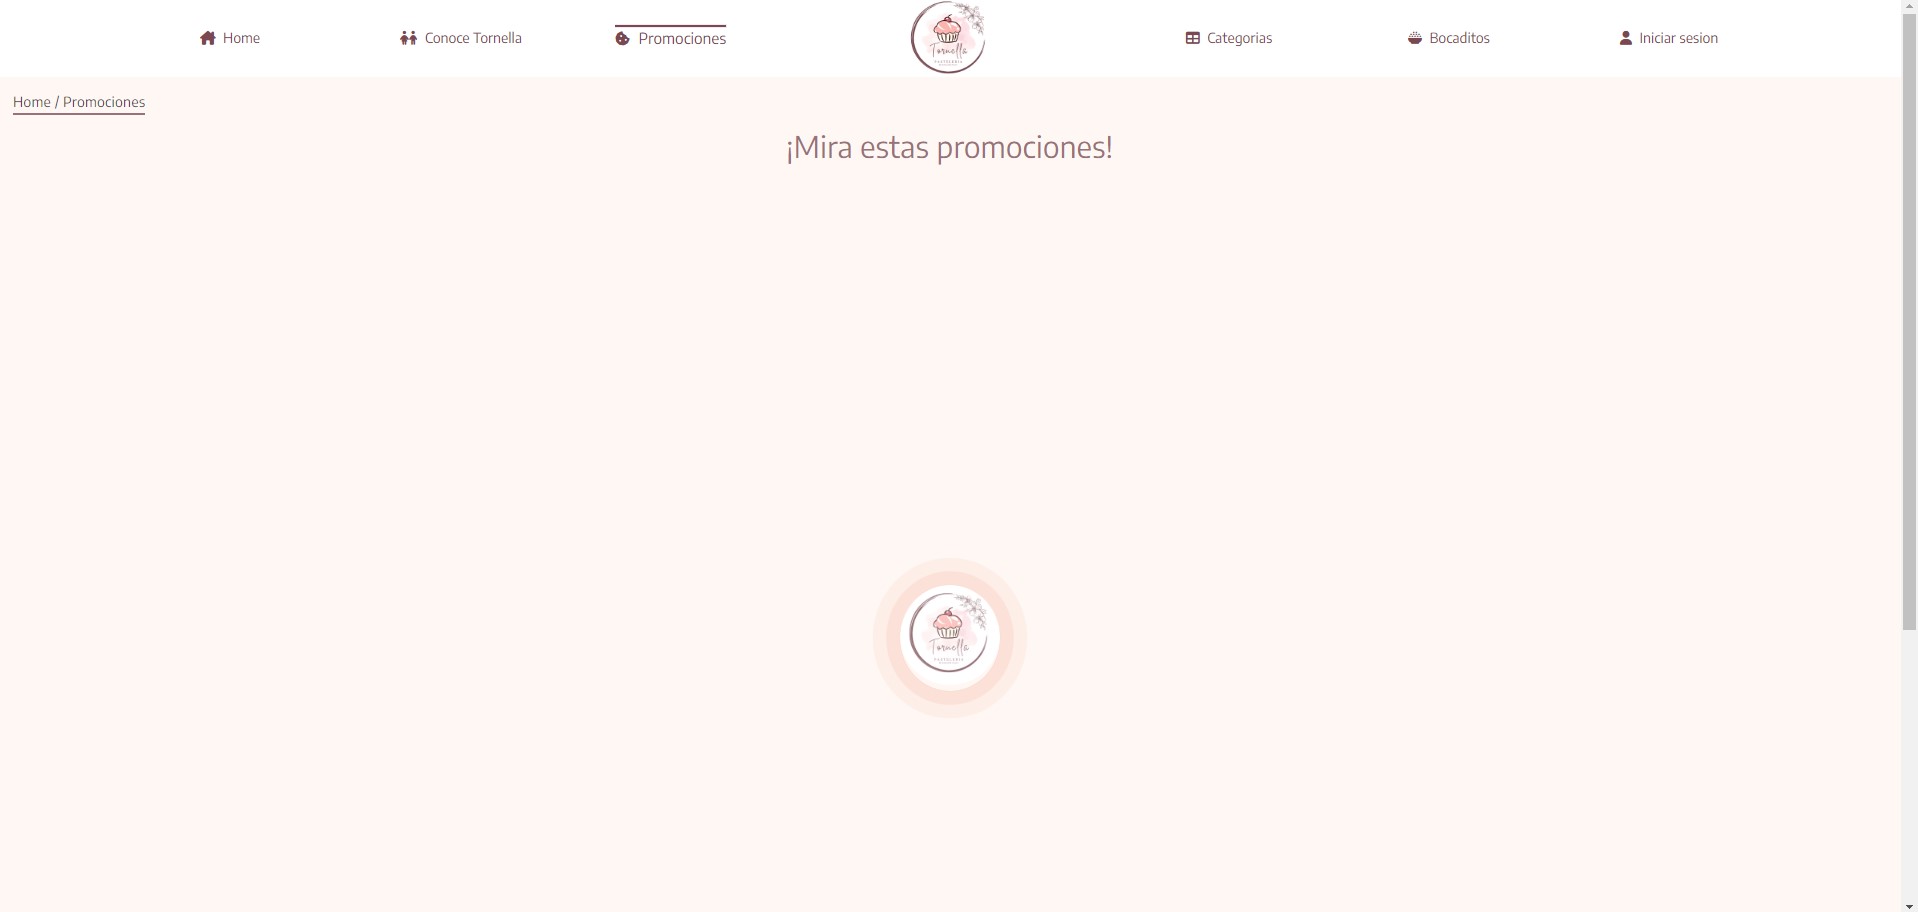 Home
Conoce Tornella
Promociones
Tornella
PASTELERIA
Categorias
Bocaditos
Iniciar sesion
Home / Promociones
¡Mira estas promociones!
Tornella
PASTELERIA